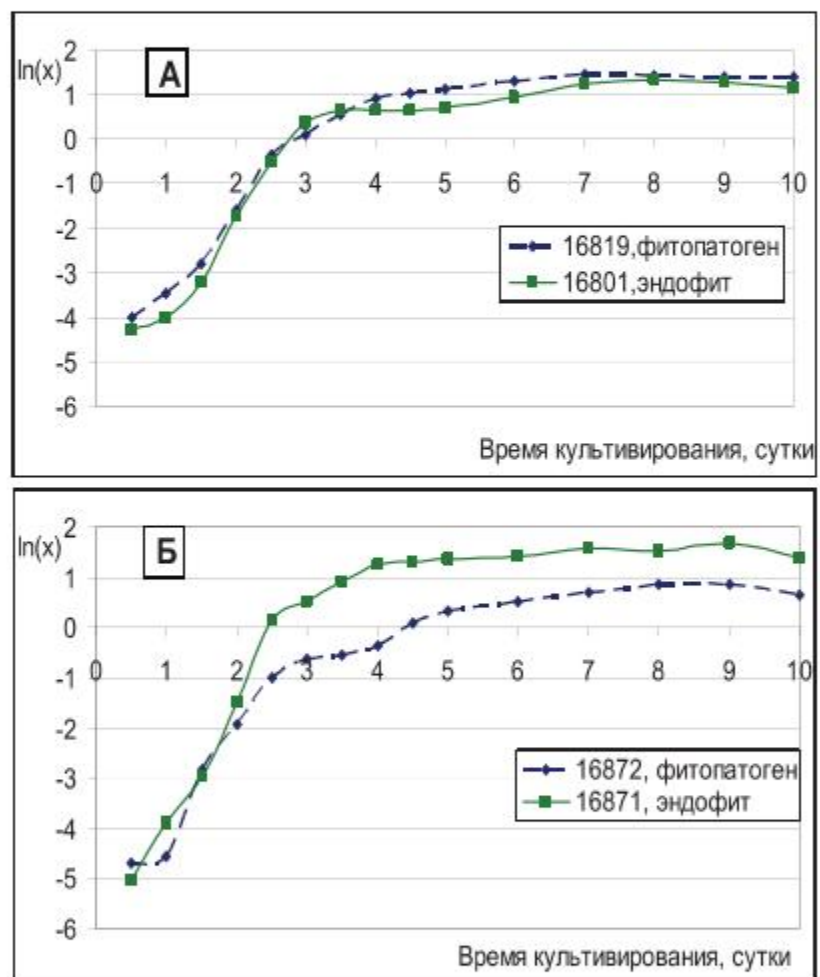 ln(x)
А
2
1
0
-1
-2
-3
-4
-5
-6
0 1 2 3 4 5 6 7 8 9 10
16819,фитопатоген
16801,эндофит
Время культивирования, сутки
ln(x)
Б
2
1
0
-1
-2
-3
-4
-5
-6
0 1 2 3 4 5 6 7 8 9 10
16872, фитопатоген
16871, эндофит
Время культивирования, сутки